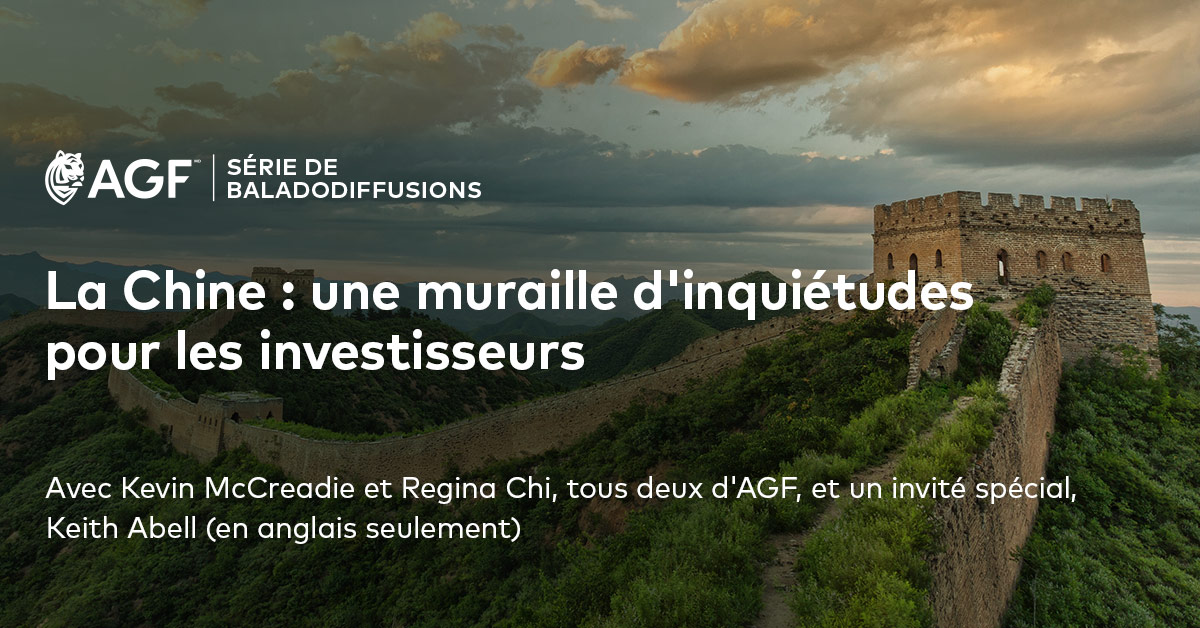 AGF MD
SÉRIE DE
BALADODIFFUSIONS
La Chine : une muraille d'inquiétudes
pour les investisseurs
Avec Kevin McCreadie et Regina Chi, tous deux d'AGF, et un invité spécial,
Keith Abell (en anglais seulement)